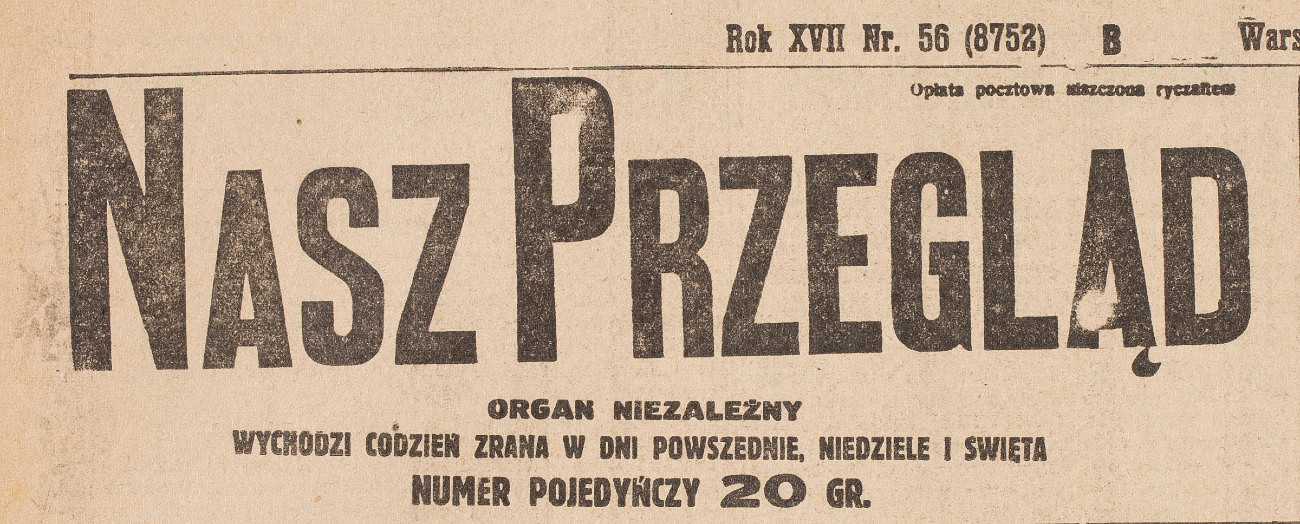 Rok XVII Nr. 56 (8752) B Wars
Opłata pocztowa uiszczona ryczałtem
NASZ PRZEGLĄD
ORGAN NIEZALEŻNY
WYCHODZI CODZIEN ZRANA W DNI POWSZEDNIE, NIEDZIELE I SWIĘTA
NUMER POJEDYŃCZY 20 GR.